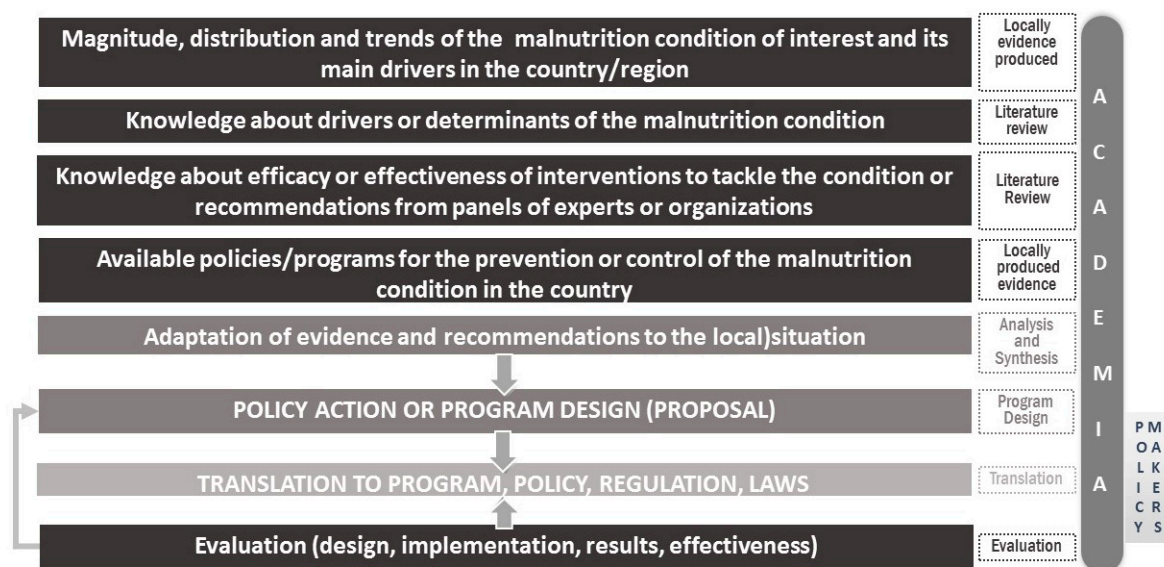 Magnitude, distribution and trends of the malnutrition condition of interest and its
main drivers in the country/region
Locally
evidence
produced
Knowledge about drivers or determinants of the malnutrition condition
Literature
review
Knowledge about efficacy or effectiveness of interventions to tackle the condition or
recommendations from panels of experts or organizations
Literature
Review
Available policies/programs for the prevention or control of the malnutrition
condition in the country
Locally
produced
evidence
Adaptation of evidence and recommendations to the local)situation
Analysis
and
Synthesis
POLICY ACTION OR PROGRAM DESIGN (PROPOSAL)
Program
Design
TRANSLATION TO PROGRAM, POLICY, REGULATION, LAWS
Translation
Evaluation (design, implementation, results, effectiveness)
Evaluation
ACADEMIA
POLICY
MAKERS